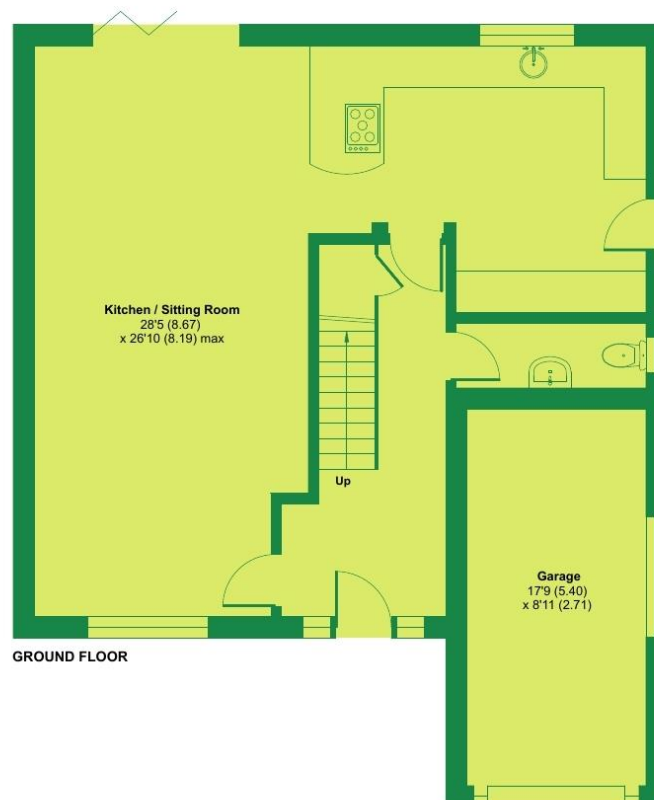 Kitchen / Sitting Room
28'5 (8.67)
x 26'10 (8.19) max
Up
Garage
17'9 (5.40)
x 8'11 (2.71)
GROUND FLOOR